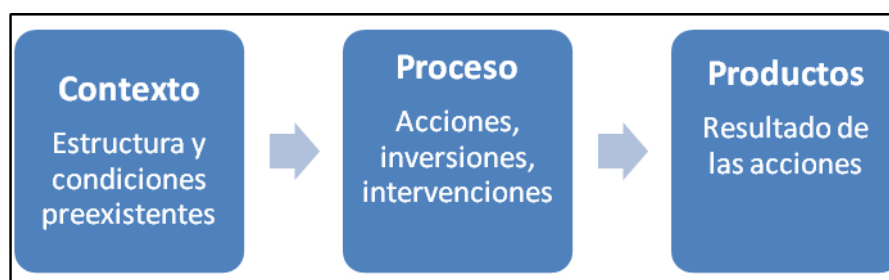 Contexto
Estructura y
condiciones
preexistentes
Proceso
Acciones,
inversiones,
intervenciones
Productos
Resultado de
las acciones